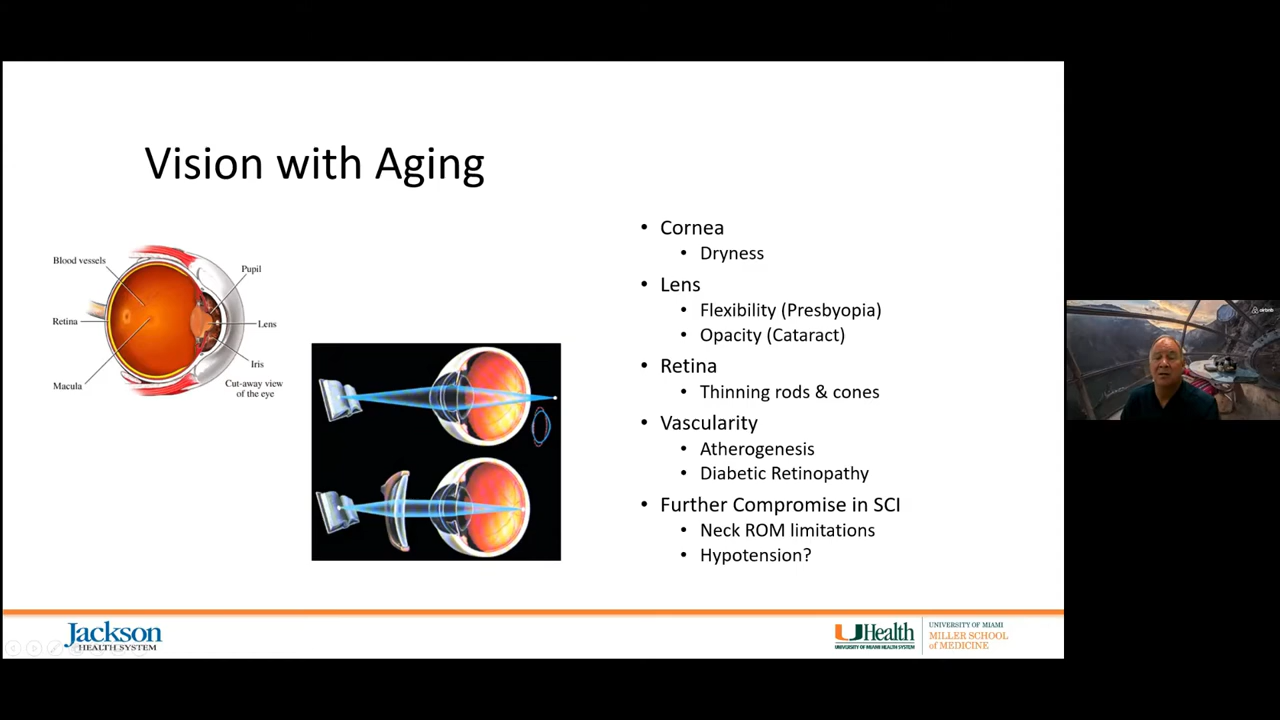 Vision with Aging
Blood vessels
Pupil
Retina
Lens
Iris
Macula
Cut-away view
of the eye
• Cornea
• Dryness
• Lens
• Flexibility (Presbyopia)
• Opacity (Cataract)
• Retina
• Thinning rods & cones
• Vascularity
• Atherogenesis
• Diabetic Retinopathy
• Further Compromise in SCI
• Neck ROM limitations
• Hypotension?
Jackson
HEALTH SYSTEM
UHealth
UNIVERSITY OF MIAMI HEALTH SYSTEM
UNIVERSITY OF MIAMI
MILLER SCHOOL
of MEDICINE
airbnb